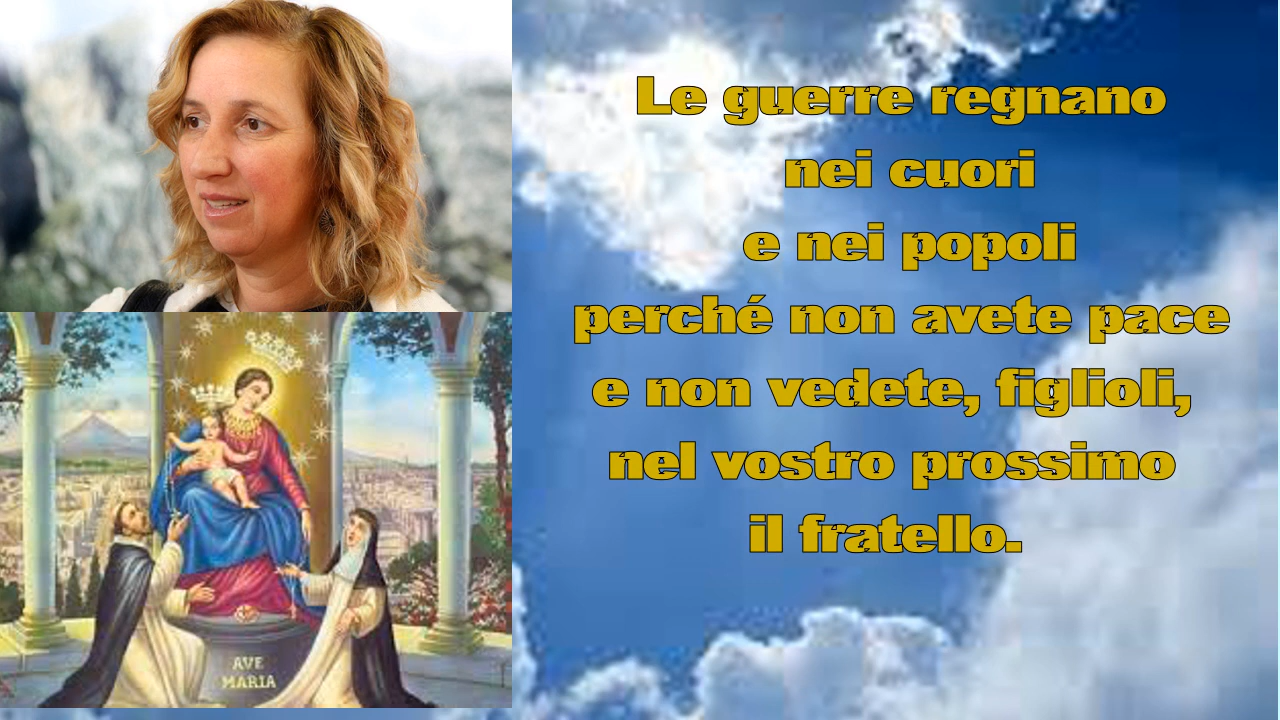 Le guerre regnano
nei cuori
e nei popoli
perché non avete pace
e non vedete, figlioli,
nel vostro prossimo
il fratello.
AVE
MARIA